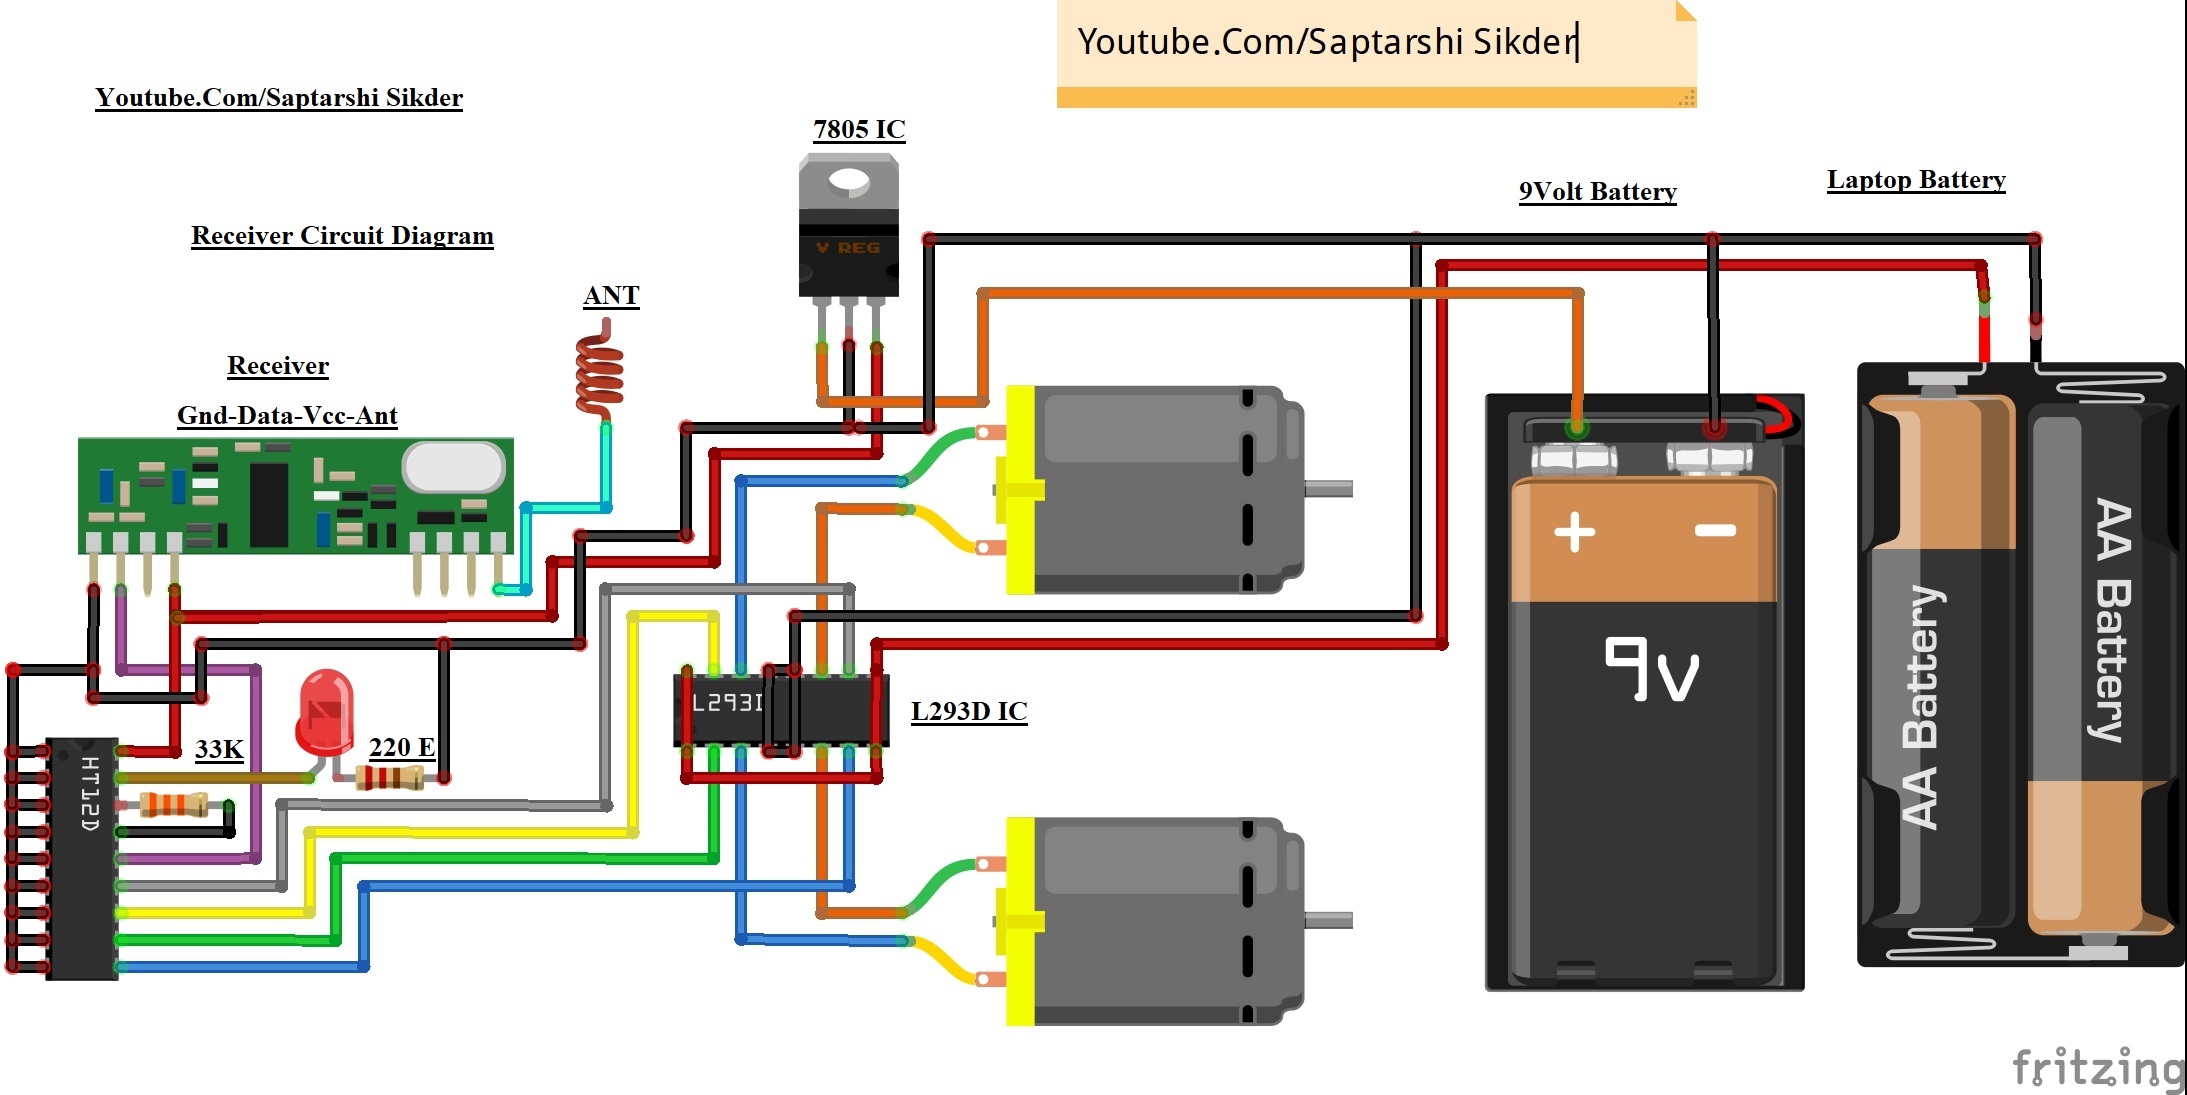 Youtube.Com/Saptarshi Sikder
Youtube.Com/Saptarshi Sikder
7805 IC
V REG
9Volt Battery
Laptop Battery
Receiver Circuit Diagram
ANT
Receiver
Gnd-Data-Vcc-Ant
+ −
9v
AA Battery
AA Battery
L293D
L293D IC
33K
220 E
HT12D
fritzing